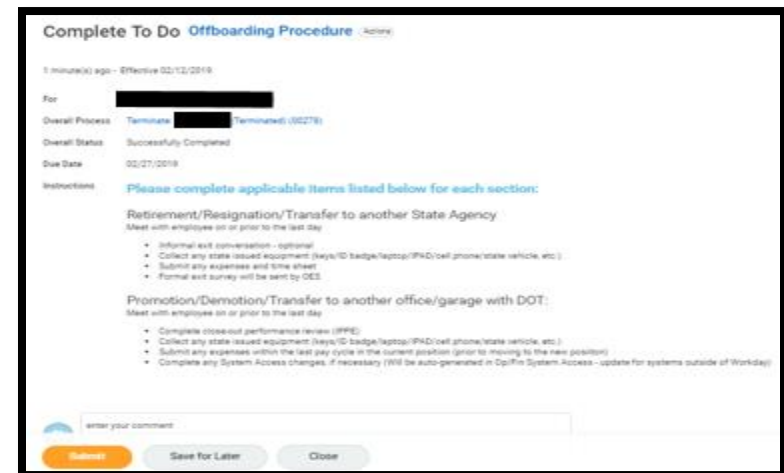 Complete To Do Offboarding Procedure Actions
1 minute(s) ago - Effective 02/12/2019
For
Overall Process Terminate: (Terminated) (00278)
Overall Status Successfully Completed
Due Date 02/27/2019
Instructions Please complete applicable items listed below for each section:
Retirement/Resignation/Transfer to another State Agency
Meet with employee on or prior to the last day
• Informal exit conversation - optional
• Collect any state issued equipment (keys/ID badge/laptop/IPAD/cell phone/state vehicle, etc.)
• Submit any expenses and time sheet
• Formal exit survey will be sent by OES
Promotion/Demotion/Transfer to another office/garage with DOT:
Meet with employee on or prior to the last day
• Complete close-out performance review (IPPE)
• Collect any state issued equipment (keys/ID badge/laptop/IPAD/cell phone/state vehicle, etc.)
• Submit any expenses within the last pay cycle in the current position (prior to moving to the new position)
• Complete any System Access changes, if necessary (Will be auto-generated in Op/Fin System Access - update for systems outside of Workday)
enter your comment
Submit Save for Later Close